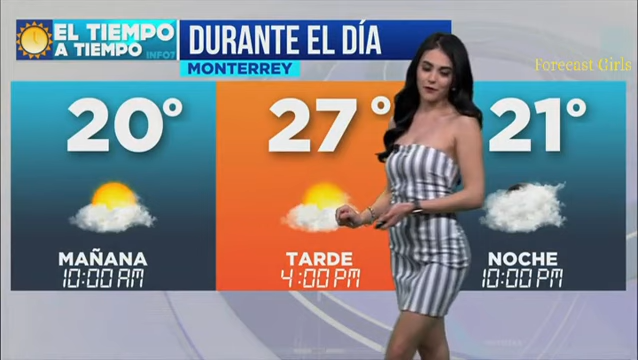 EL TIEMPO
A TIEMPO
INFO7
DURANTE EL DÍA
MONTERREY
Forecast Girls
20°
27°
21°
MAÑANA
10:00 AM
TARDE
4:00 PM
NOCHE
10:00 PM